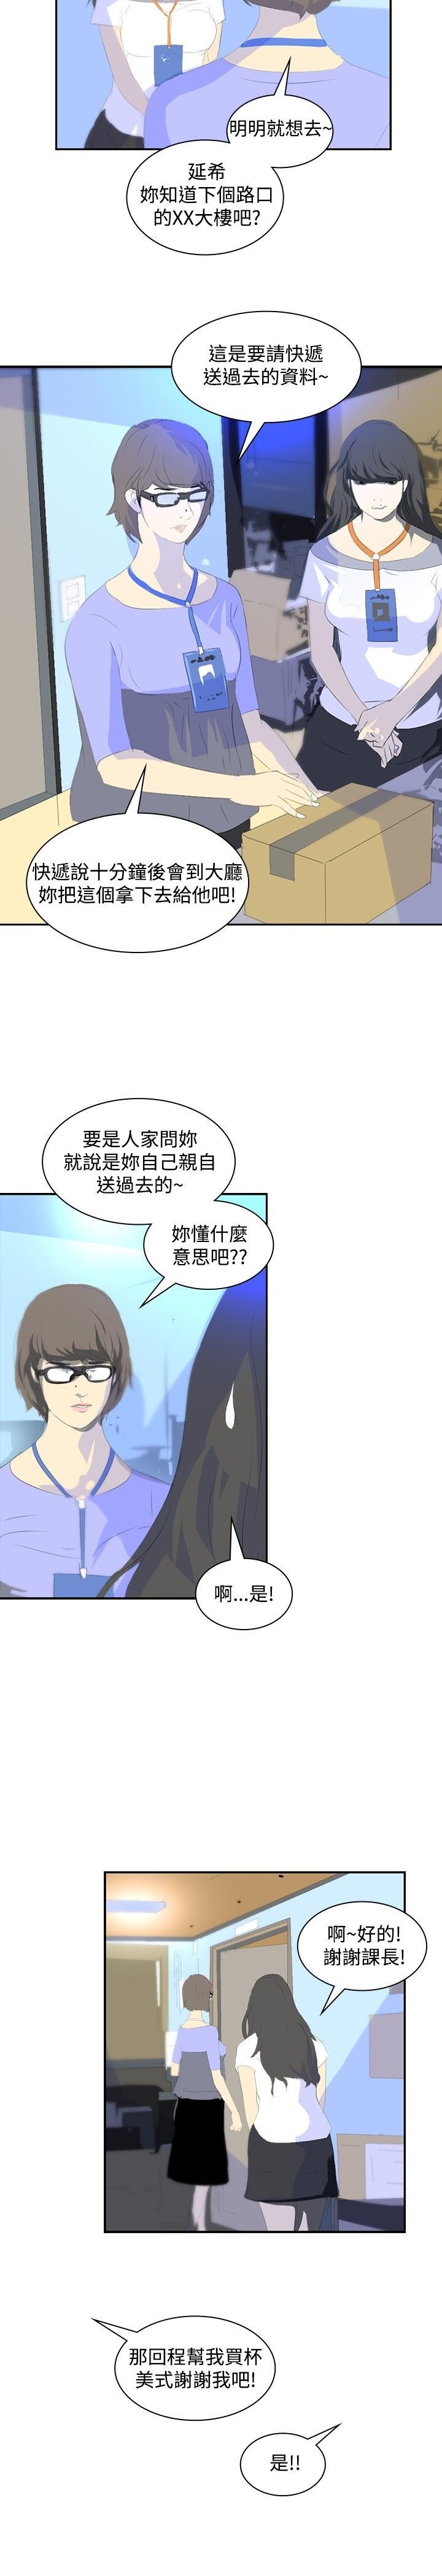 明明就想去~
延希
妳知道下個路口
的XX大樓吧?
這是要請快遞
送過去的資料~
快遞說十分鐘後會到大廳
妳把這個拿下去給他吧!
要是人家問妳
就說是妳自己親自
送過去的~
妳懂什麼
意思吧??
啊...是!
啊~好的!
謝謝課長!
那回程幫我買杯
美式謝謝我吧!
是!!